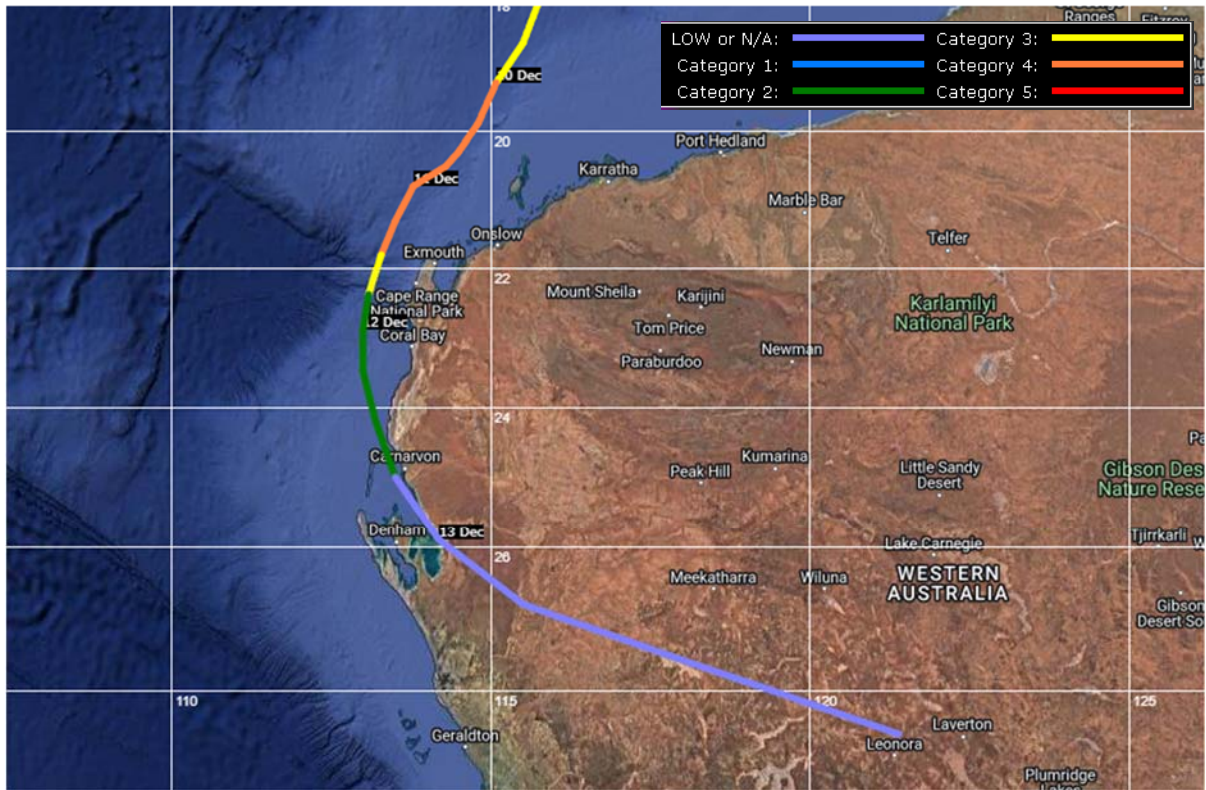 18
Ranges
Fitzroy
LOW or N/A:
Category 3:
Category 1:
Category 4:
Category 2:
Category 5:
10 Dec
20
Port Hedland
Karratha
11 Dec
Marble Bar
Onslow
Telfer
Exmouth
22
Mount Sheila
Karijini
Cape Range
National Park
Karlamilyi
National Park
12 Dec
Tom Price
Coral Bay
Newman
Paraburdoo
24
Carnarvon
Kumarina
Peak Hill
Little Sandy
Desert
Gibson Des
Nature Rese
Denham
13 Dec
Tjirrkarli
Lake Carnegie
26
Meekatharra
Wiluna
WESTERN
AUSTRALIA
Gibson
Desert So
110
115
120
125
Geraldton
Laverton
Leonora
Plumridge
Lakes